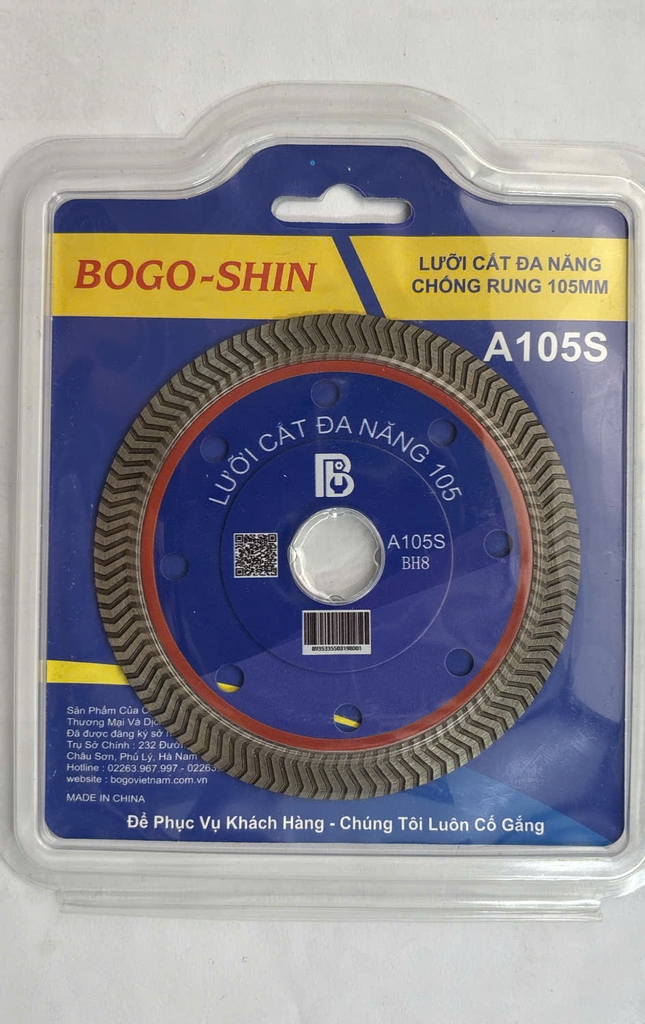 BOGO-SHIN
LƯỠI CẮT ĐA NĂNG
CHỐNG RUNG 105MM
A105S
LƯỠI CẮT ĐA NĂNG 105
B
A105S
BH8
8935335503198001
Sản Phẩm Của
Thương Mại Và
Đã được đăng ký sở
Trụ Sở Chính : 232
Châu Sơn, Phủ Lý, Hà Nam
Hotline : 02263.967.997 - 02263.
website : bogovietnam.com.vn
MADE IN CHINA
Để Phục Vụ Khách Hàng - Chúng Tôi Luôn Cố Gắng